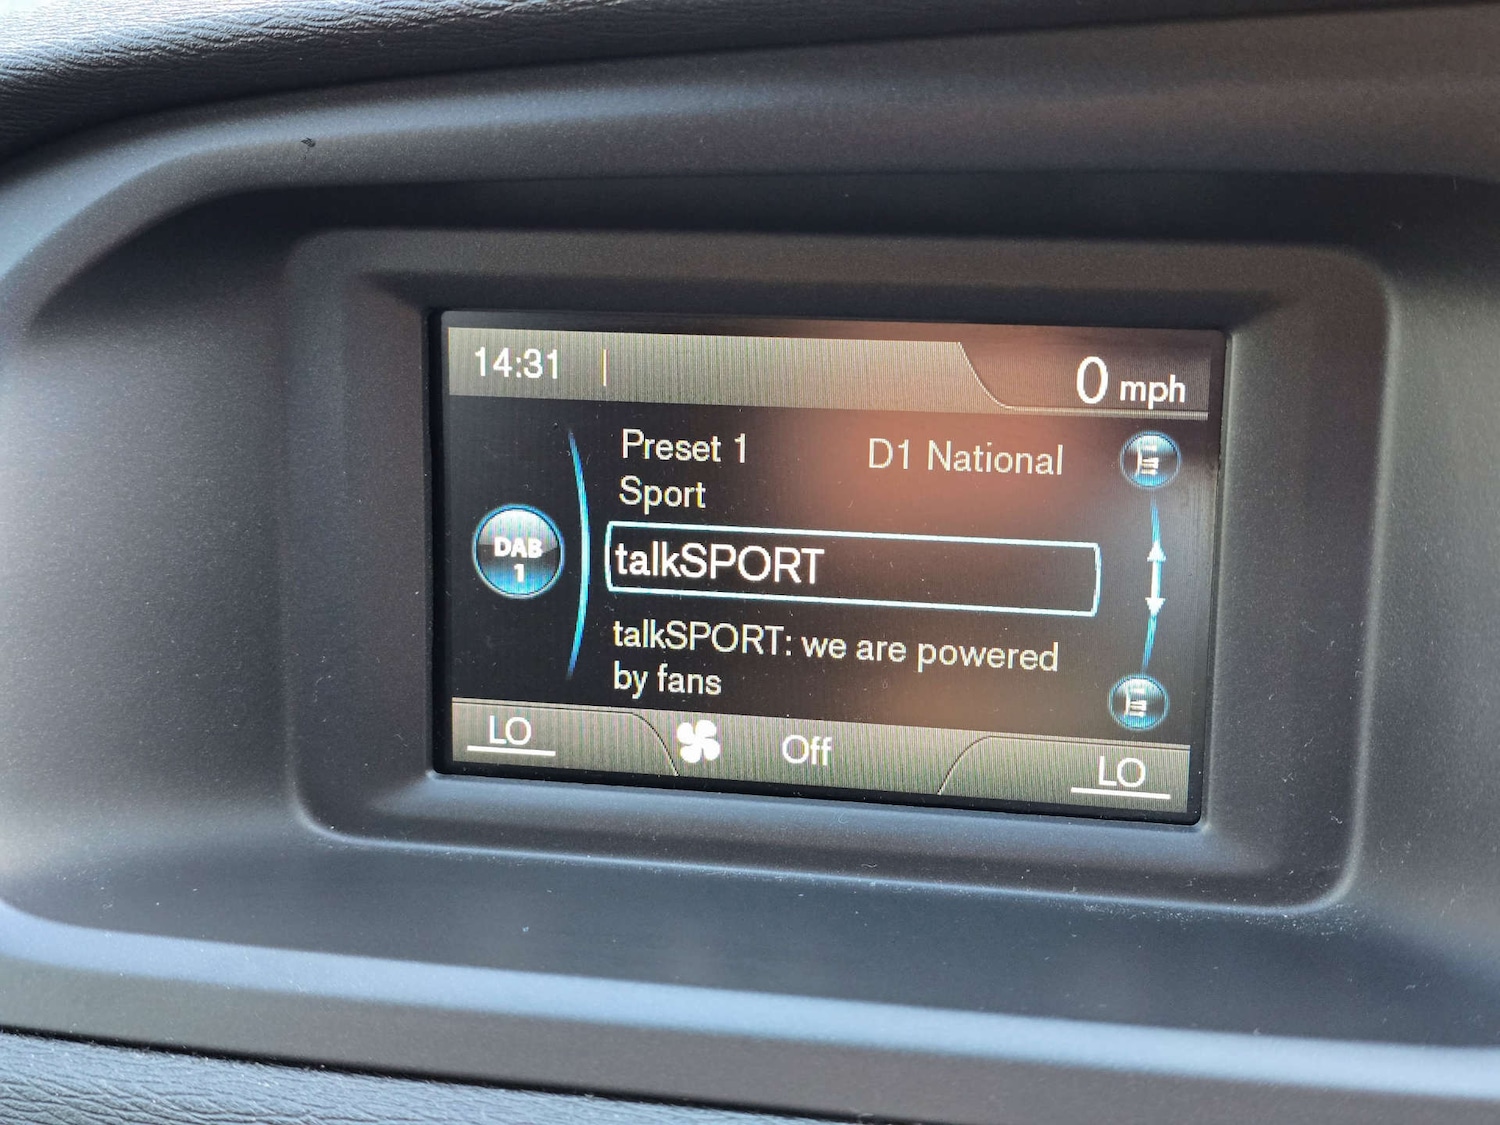 14:31
0 mph
Preset 1 D1 National
Sport
DAB
1
talkSPORT
talkSPORT: we are powered
by fans
LO
Off
LO